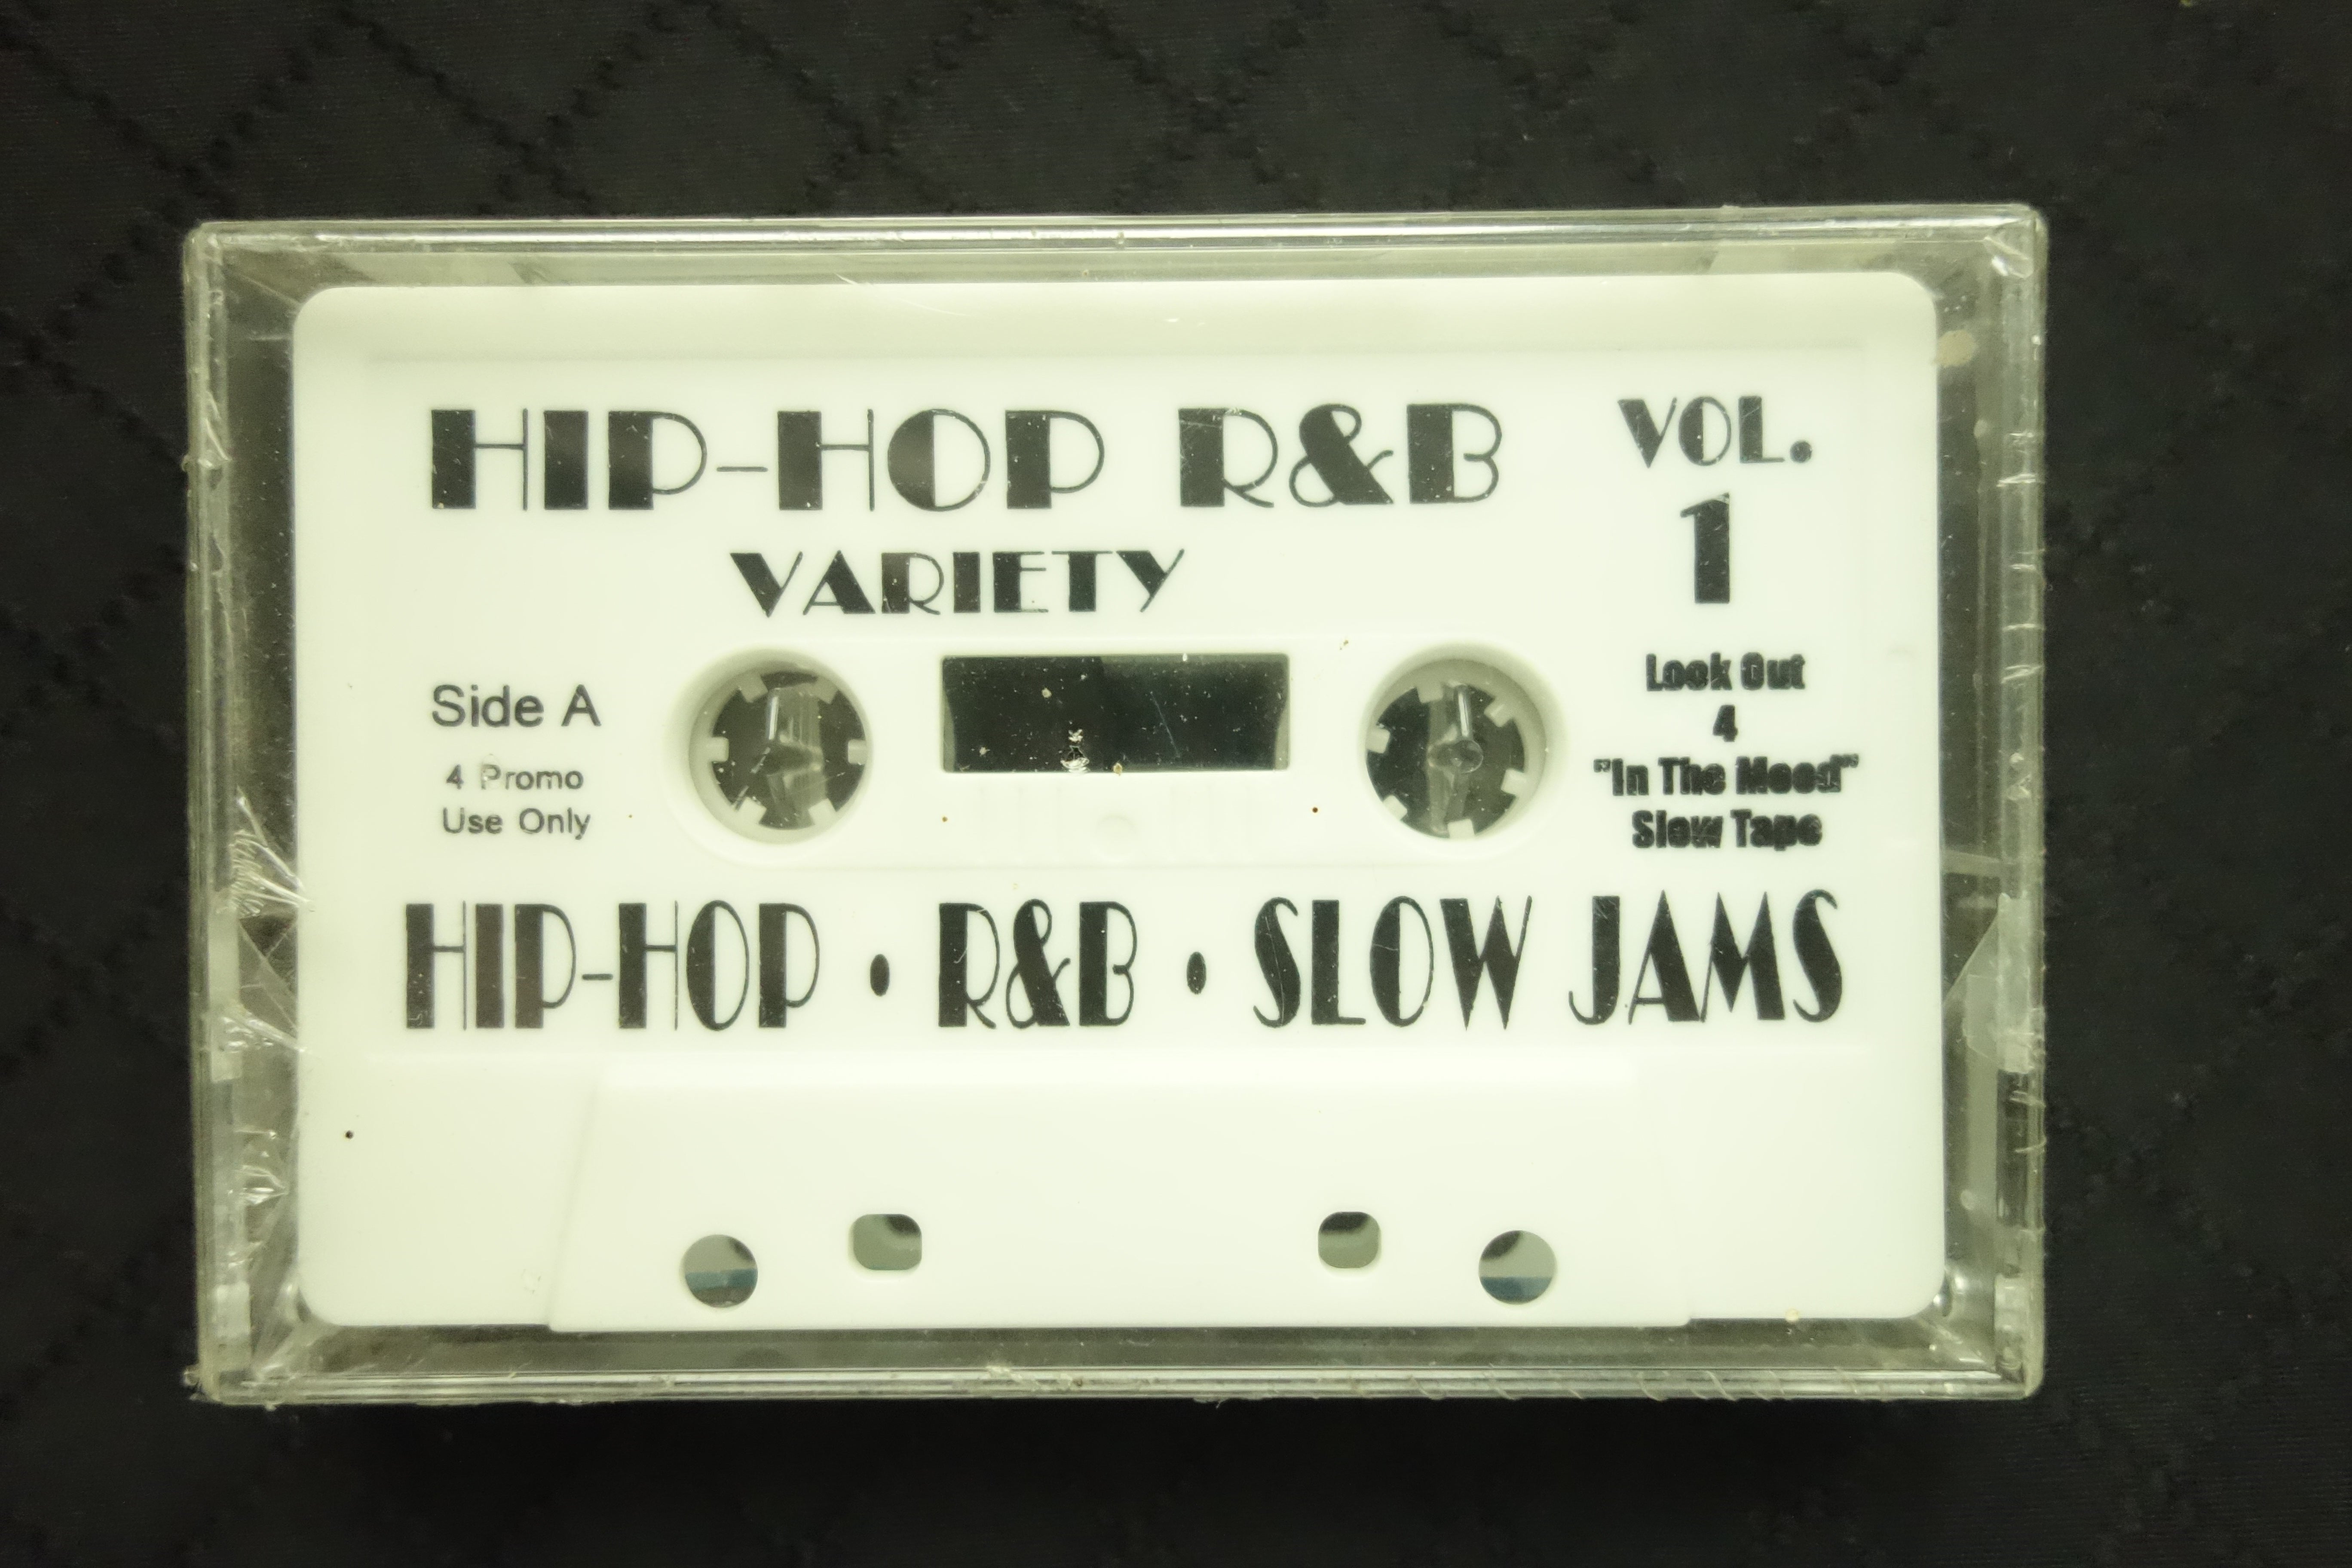 HIP-HOP R&B
VARIETY
VOL.
1
Side A
4 Promo
Use Only
Look Out
4
"In The Mood"
Slow Tape
HIP-HOP • R&B • SLOW JAMS